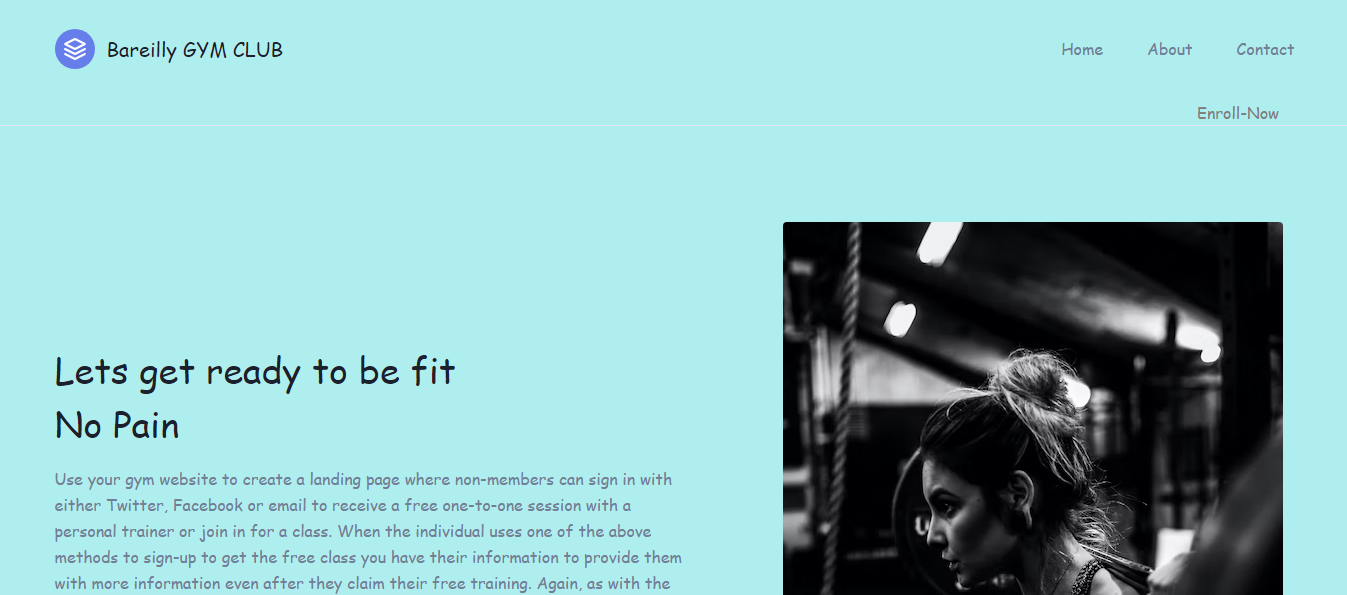 Bareilly GYM CLUB
Home About Contact
Enroll-Now
Lets get ready to be fit
No Pain
Use your gym website to create a landing page where non-members can sign in with
either Twitter, Facebook or email to receive a free one-to-one session with a
personal trainer or join in for a class. When the individual uses one of the above
methods to sign-up to get the free class you have their information to provide them
with more information even after they claim their free training. Again, as with the